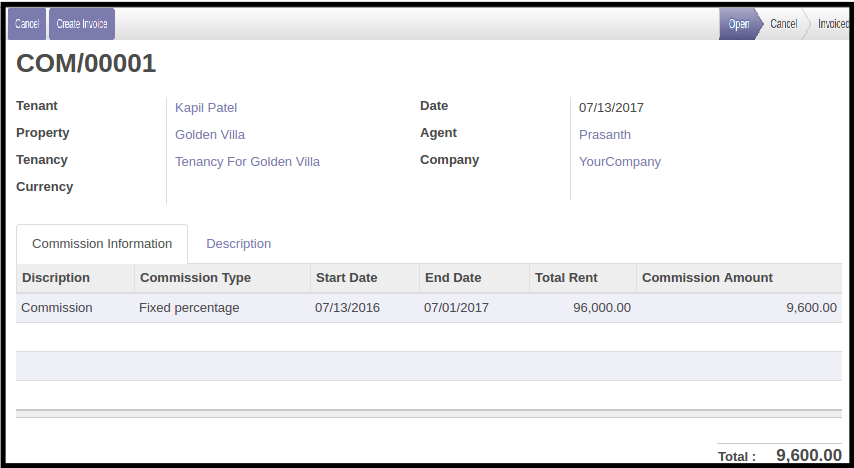 Cancel Create Invoice Open Cancel Invoiced
COM/00001
Tenant Kapil Patel Date 07/13/2017
Property Golden Villa Agent Prasanth
Tenancy Tenancy For Golden Villa Company YourCompany
Currency
Commission Information Description
Discription Commission Type Start Date End Date Total Rent Commission Amount
Commission Fixed percentage 07/13/2016 07/01/2017 96,000.00 9,600.00
Total : 9,600.00